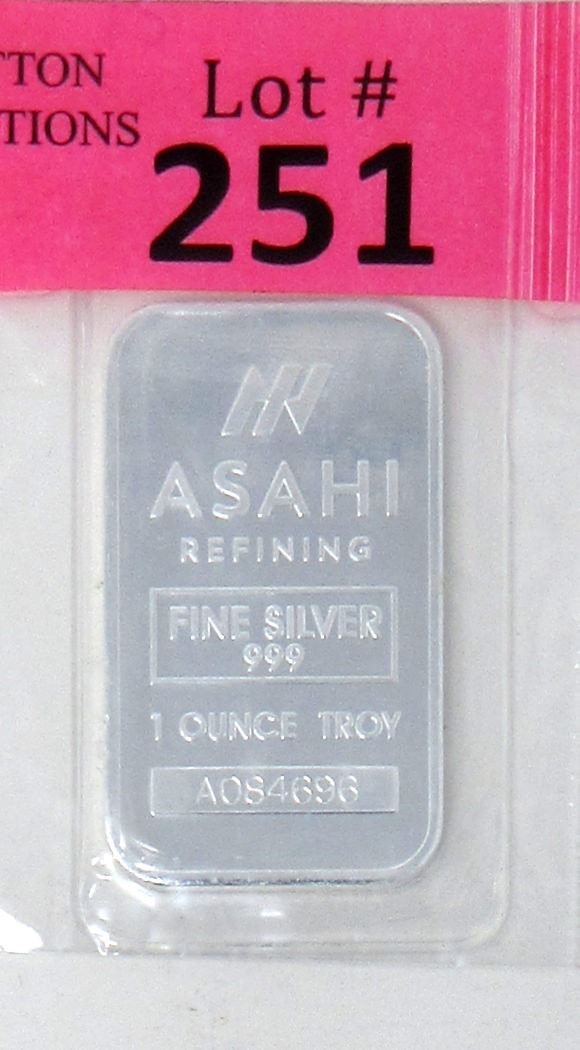 TTON
TIONS
Lot #
251
ASAHI
REFINING
FINE SILVER
999
1 OUNCE TROY
A084696